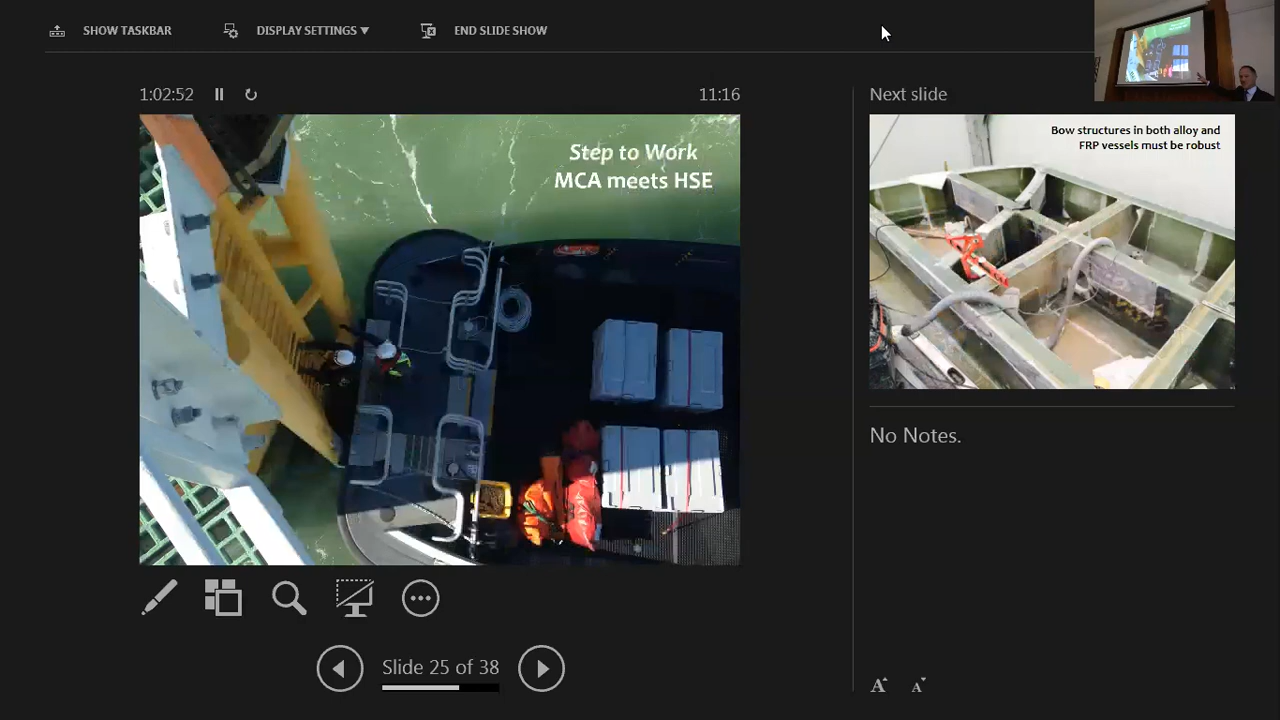 SHOW TASKBAR
DISPLAY SETTINGS ▼
END SLIDE SHOW
1:02:52
11:16
Next slide
Step to Work
MCA meets HSE
Bow structures in both alloy and
FRP vessels must be robust
No Notes.
Slide 25 of 38
A A